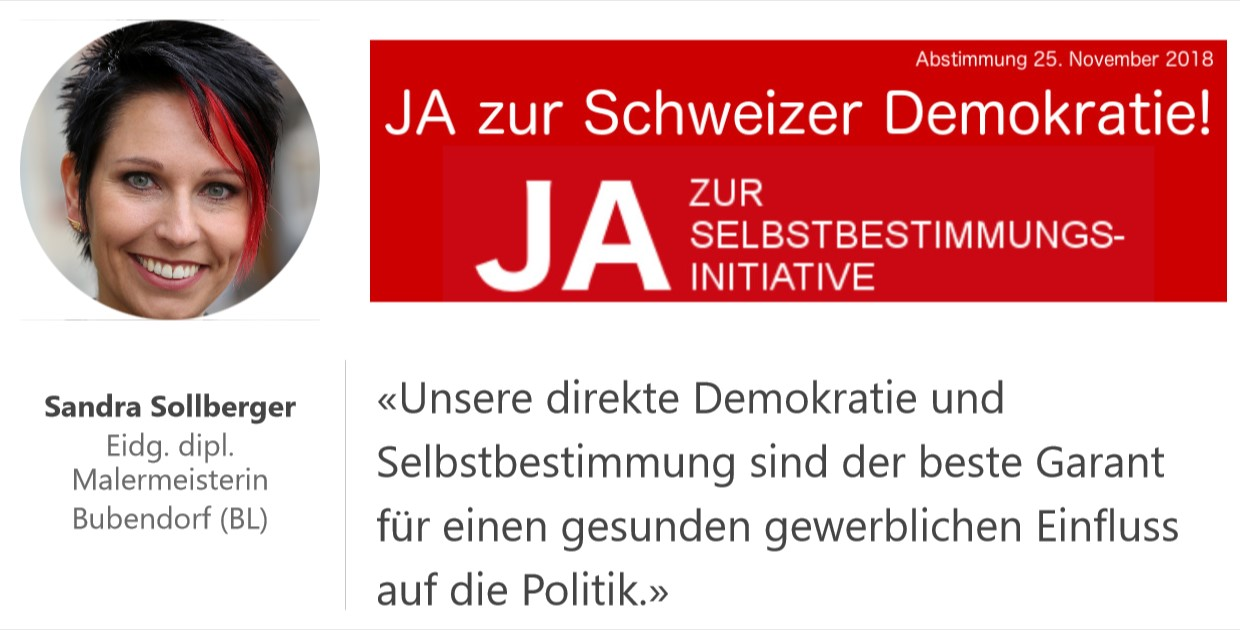 Abstimmung 25. November 2018
JA zur Schweizer Demokratie!
JA
ZUR
SELBSTBESTIMMUNGS-
INITIATIVE
Sandra Sollberger
Eidg. dipl.
Malermeisterin
Bubendorf (BL)
«Unsere direkte Demokratie und
Selbstbestimmung sind der beste Garant
für einen gesunden gewerblichen Einfluss
auf die Politik.»